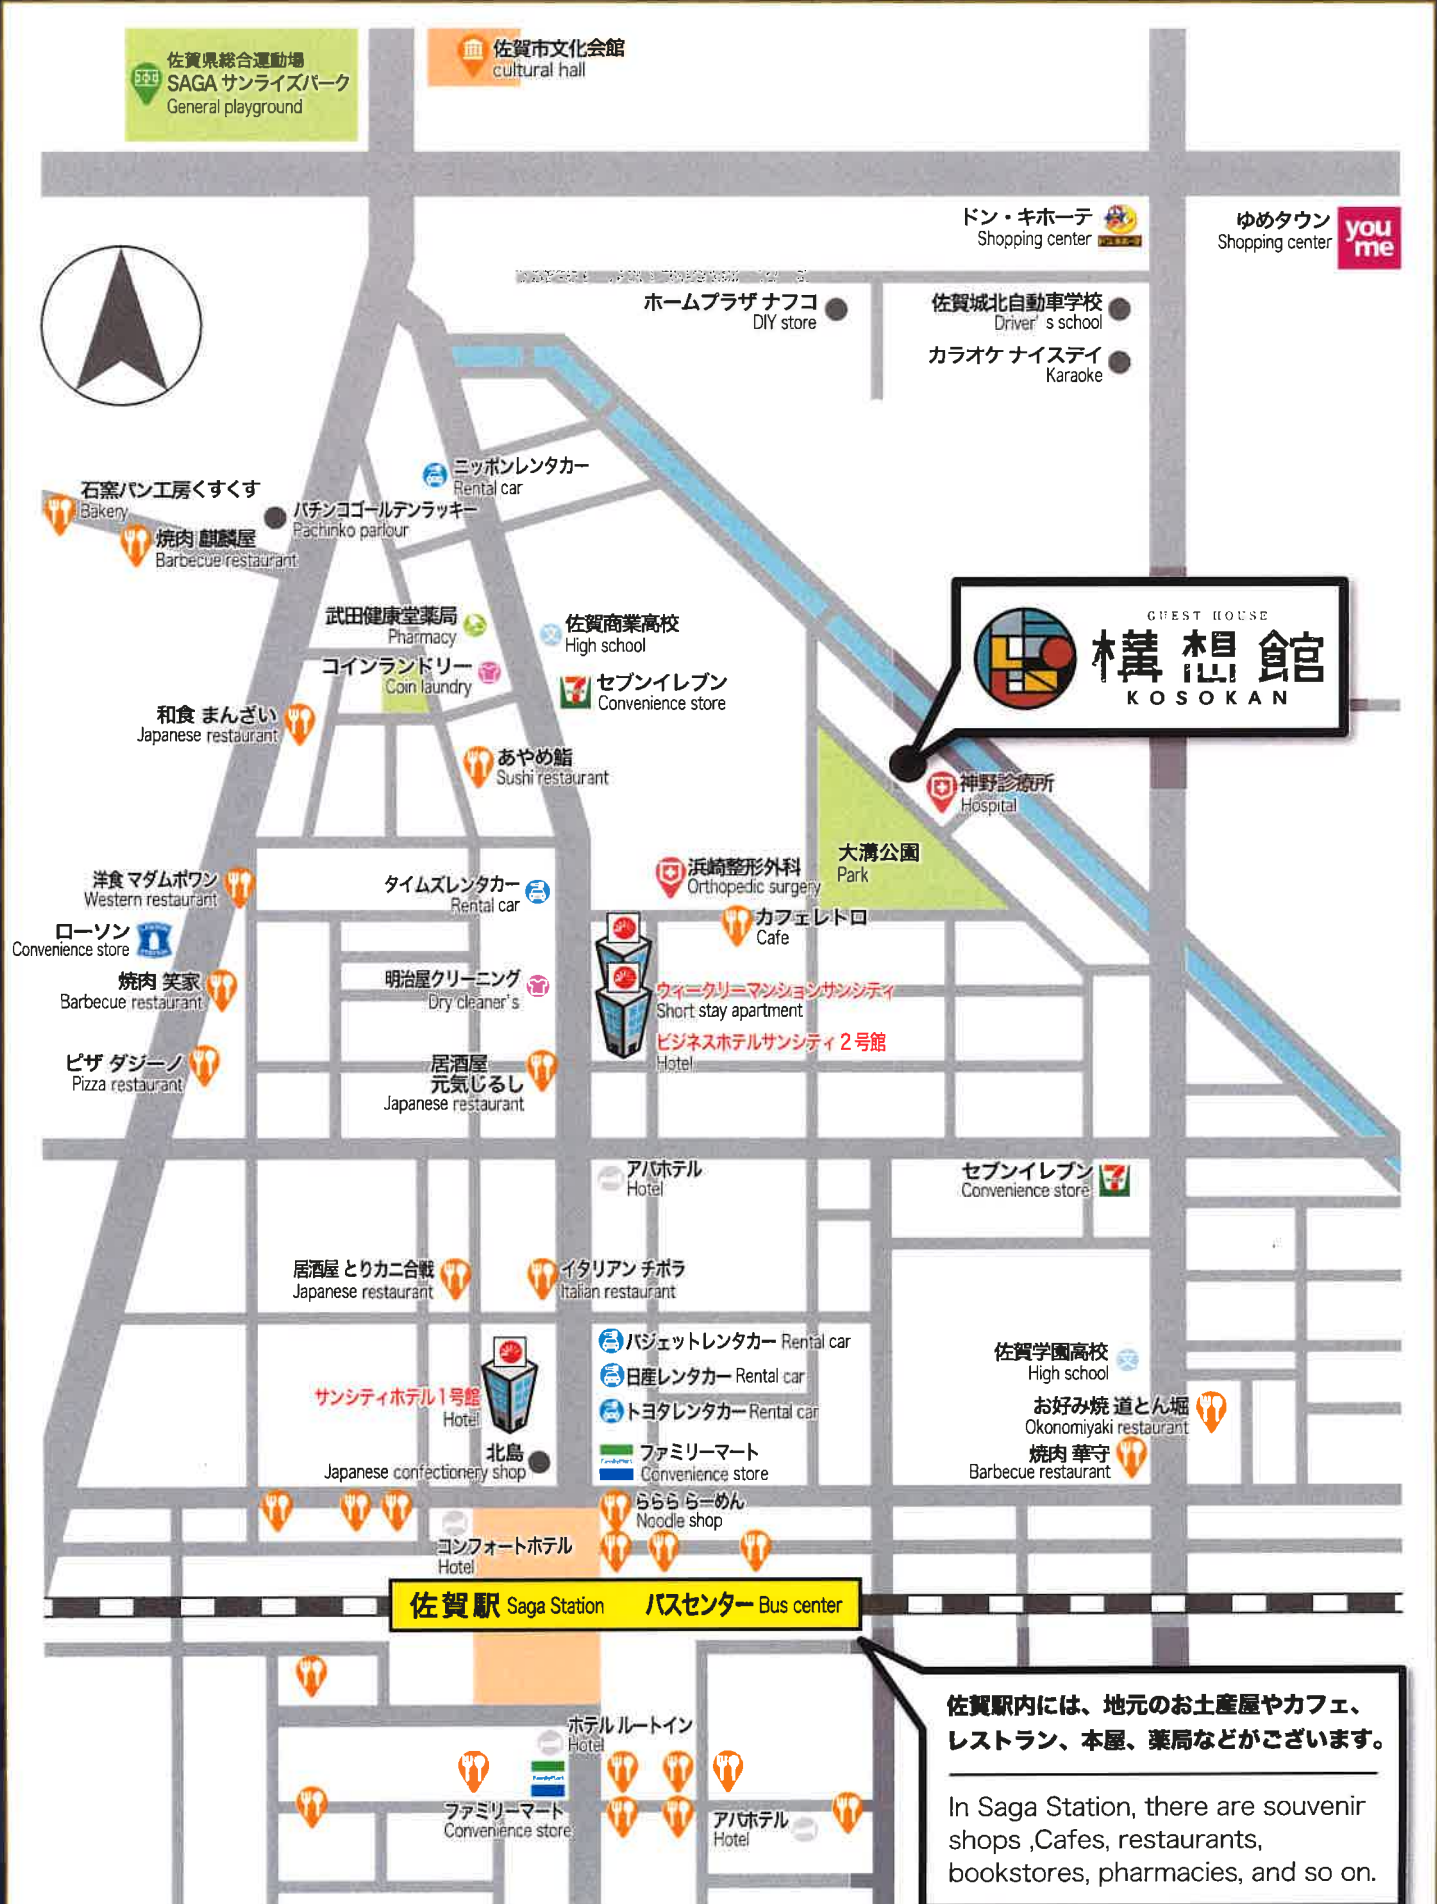 佐賀県総合運動場
SAGA サンライズパーク
General playground
佐賀市文化会館
cultural hall
ドン・キホーテ
Shopping center
ゆめタウン
Shopping center
you
me
ホームプラザ ナフコ
DIY store
佐賀城北自動車学校
Driver's school
カラオケ ナイスデイ
Karaoke
ニッポンレンタカー
Rental car
石窯パン工房くすくす
Bakery
パチンコゴールデンラッキー
Pachinko parlour
焼肉 麒麟屋
Barbecue restaurant
武田健康堂薬局
Pharmacy
佐賀商業高校
High school
GUEST HOUSE
構想館
KOSOKAN
コインランドリー
Coin laundry
セブンイレブン
Convenience store
和食 まんざい
Japanese restaurant
あやめ鮨
Sushi restaurant
神野診療所
Hospital
大溝公園
Park
浜崎整形外科
Orthopedic surgery
洋食 マダムボワン
Western restaurant
タイムズレンタカー
Rental car
カフェレトロ
Cafe
ローソン
Convenience store
焼肉 笑家
Barbecue restaurant
明治屋クリーニング
Dry cleaner's
ウィークリーマンションサンシティ
Short stay apartment
ビジネスホテルサンシティ2号館
Hotel
ピザ ダジーノ
Pizza restaurant
居酒屋
元気じるし
Japanese restaurant
アパホテル
Hotel
セブンイレブン
Convenience store
居酒屋 とりカニ合戦
Japanese restaurant
イタリアン チポラ
Italian restaurant
バジェットレンタカー Rental car
日産レンタカー Rental car
トヨタレンタカー Rental car
佐賀学園高校
High school
サンシティホテル1号館
Hotel
お好み焼 道とん堀
Okonomiyaki restaurant
北島
Japanese confectionery shop
FamilyMart
ファミリーマート
Convenience store
焼肉 華守
Barbecue restaurant
ららら らーめん
Noodle shop
コンフォートホテル
Hotel
佐賀駅 Saga Station バスセンター Bus center
ホテル ルートイン
Hotel
FamilyMart
ファミリーマート
Convenience store
アパホテル
Hotel
佐賀駅内には、地元のお土産屋やカフェ、
レストラン、本屋、薬局などがございます。
In Saga Station, there are souvenir
shops ,Cafes, restaurants,
bookstores, pharmacies, and so on.